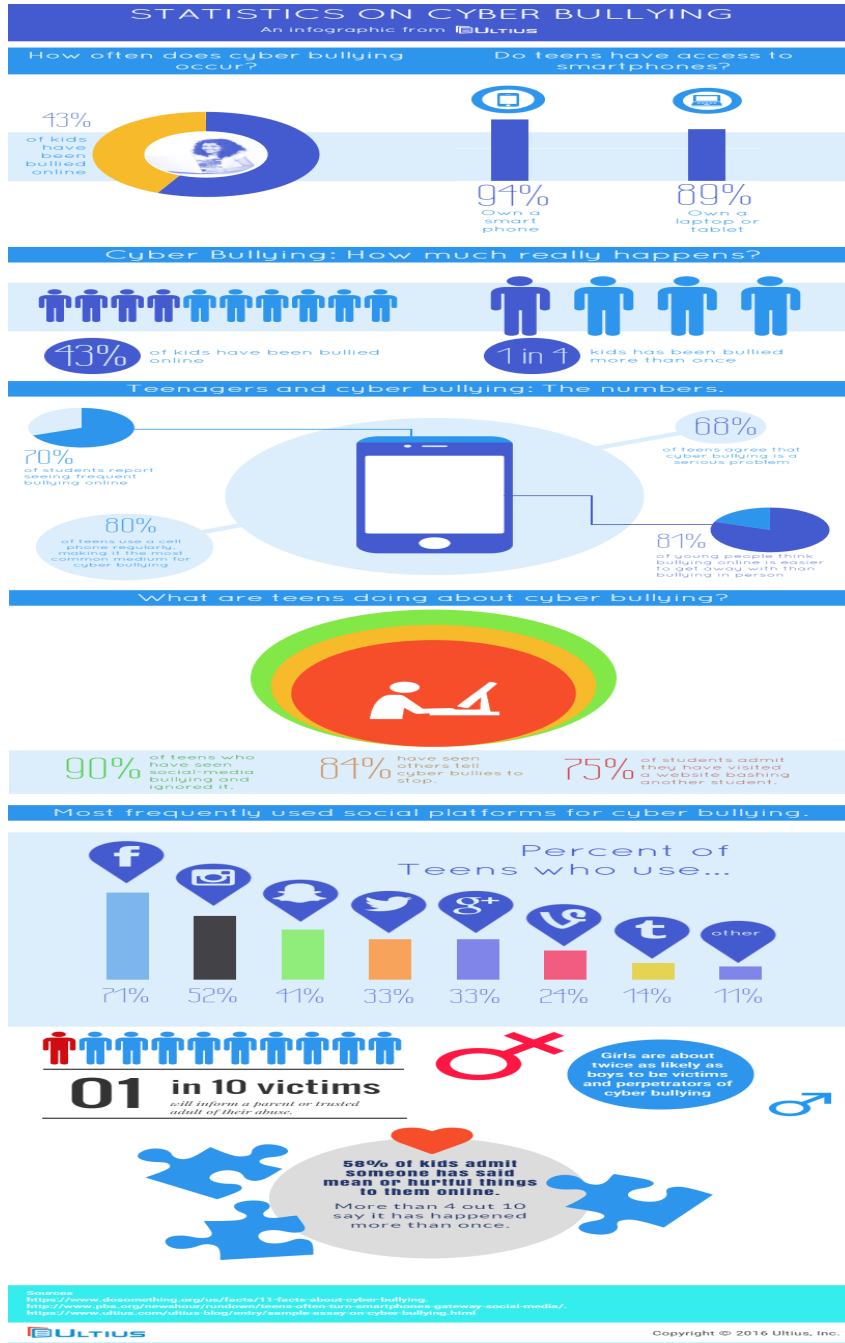 STATISTICS ON CYBER BULLYING
An infographic from ULTIUS
How often does cyber bullying
occur?
Do teens have access to
smartphones?
43%
of kids
have
been
bullied
online
94%
Own a
smart
phone
89%
Own a
laptop or
tablet
Cyber Bullying: How much really happens?
43%
of kids have been bullied
online
1 in 4
kids has been bullied
more than once
Teenagers and cyber bullying: The numbers.
70%
of students report
seeing frequent
bullying online
68%
of teens agree that
cyber bullying is a
serious problem
80%
of teens use a cell
phone regularly,
making it the most
common medium for
cyber bullying
81%
of young people think
bullying online is easier
to get away with than
bullying in person
What are teens doing about cyber bullying?
90%
of teens who
have seen
social-media
bullying and
ignored it.
84%
have seen
others tell
cyber bullies to
stop.
75%
of students admit
they have visited
a website bashing
another student.
Most frequently used social platforms for cyber bullying.
Percent of
Teens who use...
f
g+
t
other
71%
52%
41%
33%
33%
24%
14%
11%
01
in 10 victims
will inform a parent or trusted
adult of their abuse.
Girls are about
twice as likely as
boys to be victims
and perpetrators of
cyber bullying
58% of kids admit
someone has said
mean or hurtful things
to them online.
More than 4 out 10
say it has happened
more than once.
Sources
https://www.dosomething.org/us/facts/11-facts-about-cyber-bullying.
http://www.pbs.org/newshour/rundown/teens-often-turn-smartphones-gateway-social-media/.
https://www.ultius.com/ultius-blog/entry/sample-essay-on-cyber-bullying.html
ULTIUS
Copyright © 2016 Ultius, Inc.